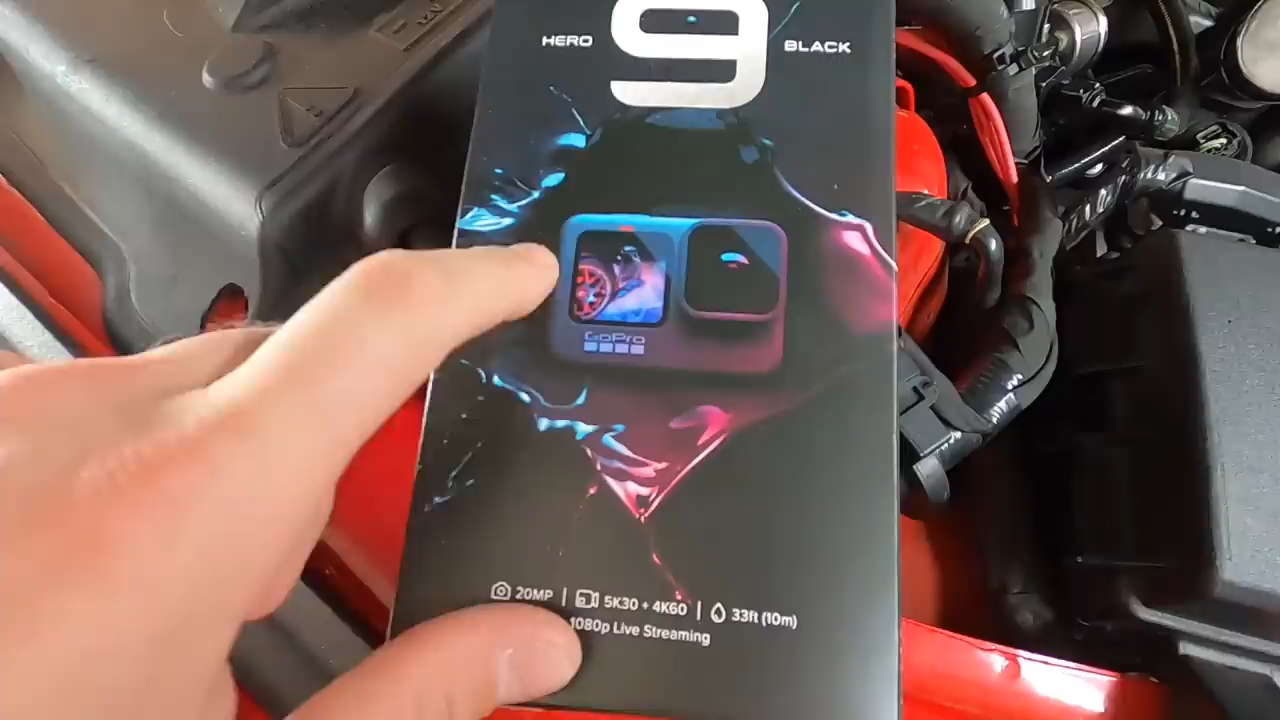 HERO 9 BLACK
GoPro
20MP | 5K30 + 4K60 | 33ft (10m)
1080p Live Streaming